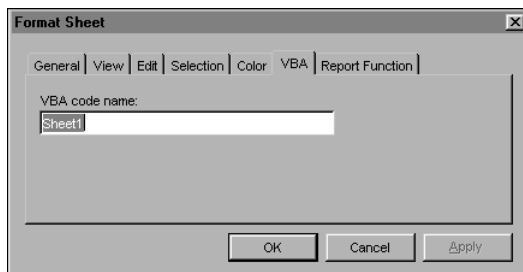 Format Sheet
General View Edit Selection Color VBA Report Function
VBA code name:
Sheet1
OK Cancel Apply